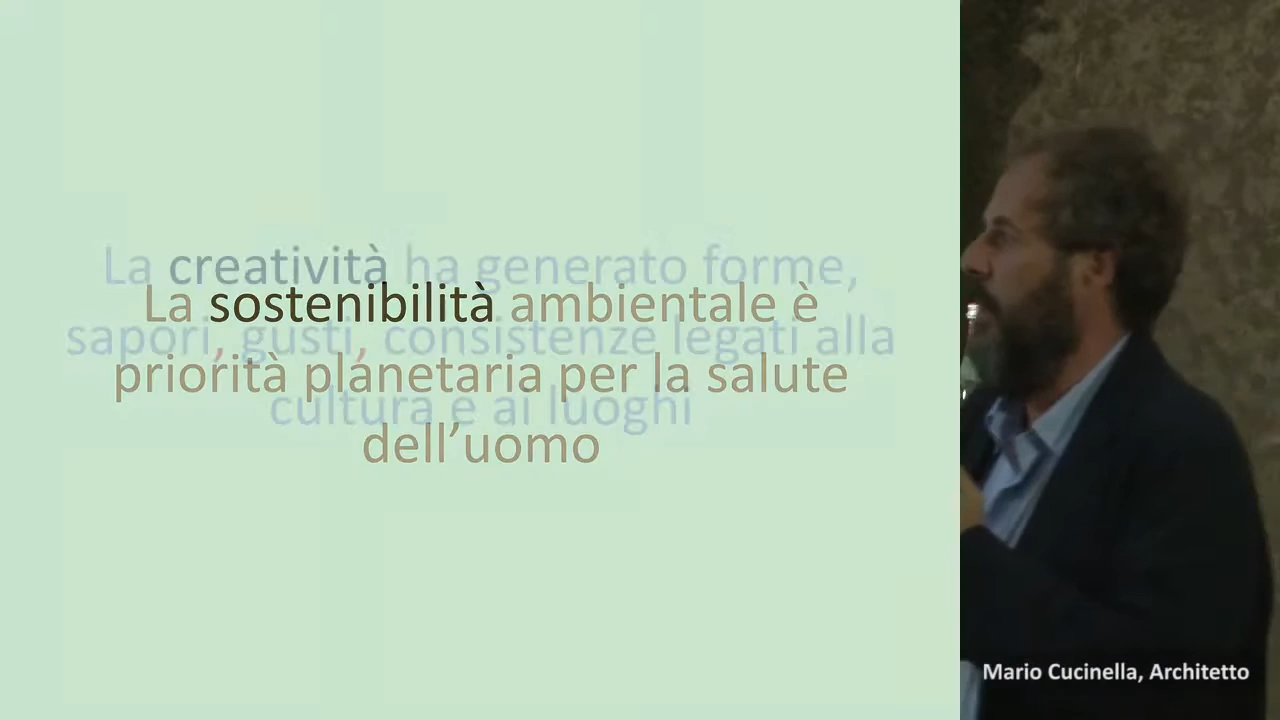 La creatività ha generato forme,
sapori, gusti, consistenze legati alla
cultura e ai luoghi
La sostenibilità ambientale è
priorità planetaria per la salute
dell’uomo
Mario Cucinella, Architetto